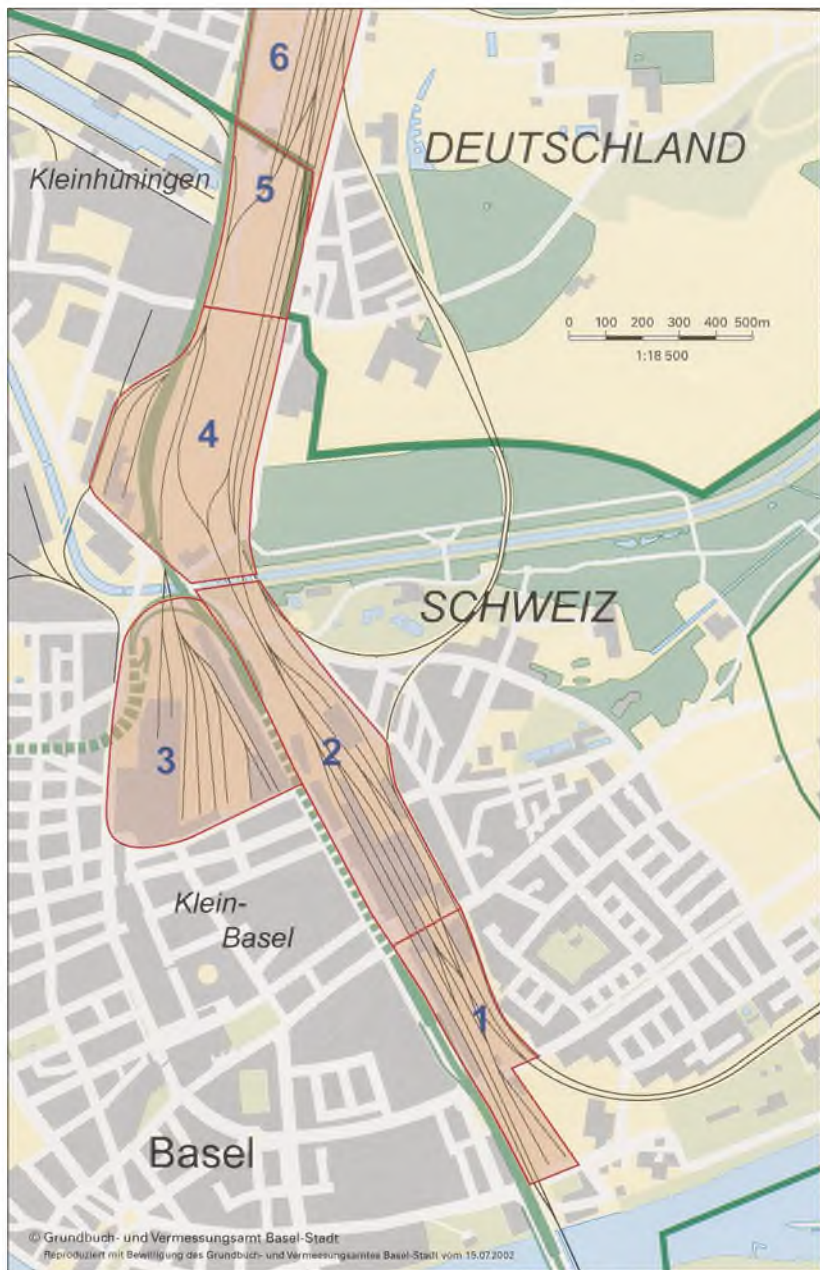 6
DEUTSCHLAND
Kleinhüningen
5
0 100 200 300 400 500m
1:18 500
4
SCHWEIZ
2
3
Klein-
Basel
1
Basel
© Grundbuch- und Vermessungsamt Basel-Stadt
Reproduziert mit Bewilligung des Grundbuch- und Vermessungsamtes Basel-Stadt vom 15.07.2002